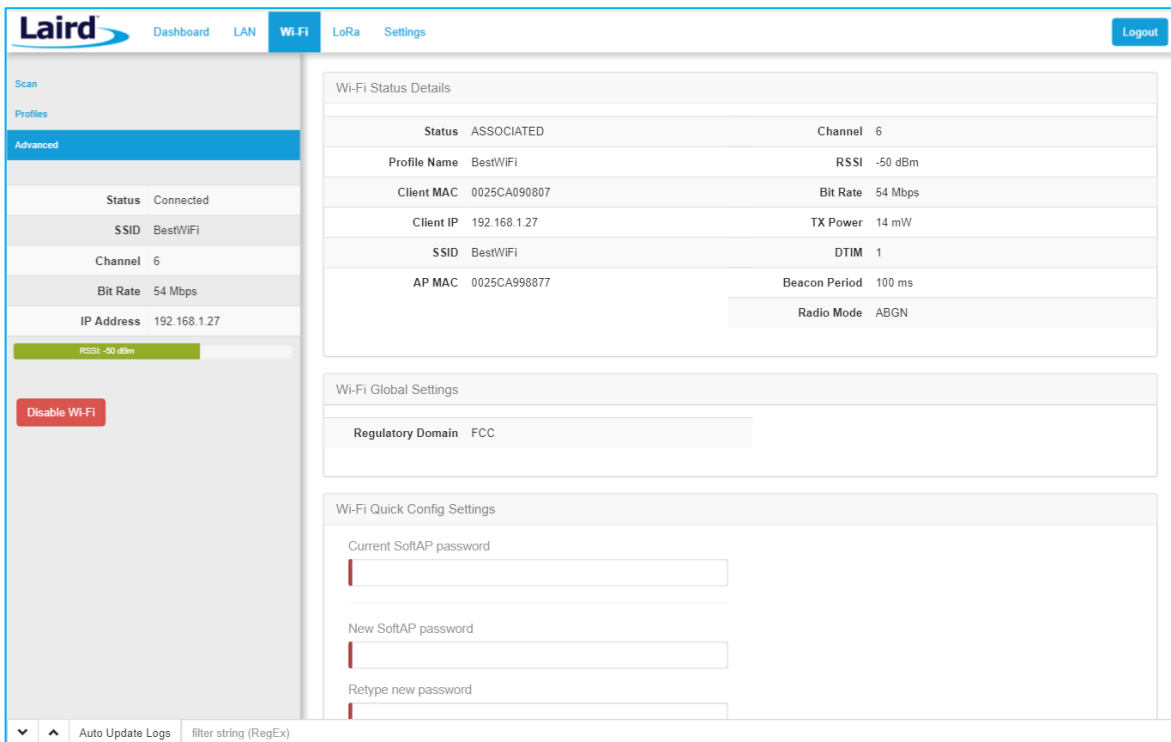 Laird Dashboard LAN Wi-Fi LoRa Settings Logout
Scan
Profiles
Advanced
Status Connected
SSID BestWiFi
Channel 6
Bit Rate 54 Mbps
IP Address 192.168.1.27
RSSI: -50 dBm
Disable Wi-Fi
Wi-Fi Status Details
Status ASSOCIATED
Profile Name BestWiFi
Client MAC 0025CA090807
Client IP 192.168.1.27
SSID BestWiFi
AP MAC 0025CA998877
Channel 6
RSSI -50 dBm
Bit Rate 54 Mbps
TX Power 14 mW
DTIM 1
Beacon Period 100 ms
Radio Mode ABGN
Wi-Fi Global Settings
Regulatory Domain FCC
Wi-Fi Quick Config Settings
Current SoftAP password
New SoftAP password
Retype new password
Auto Update Logs filter string (RegEx)